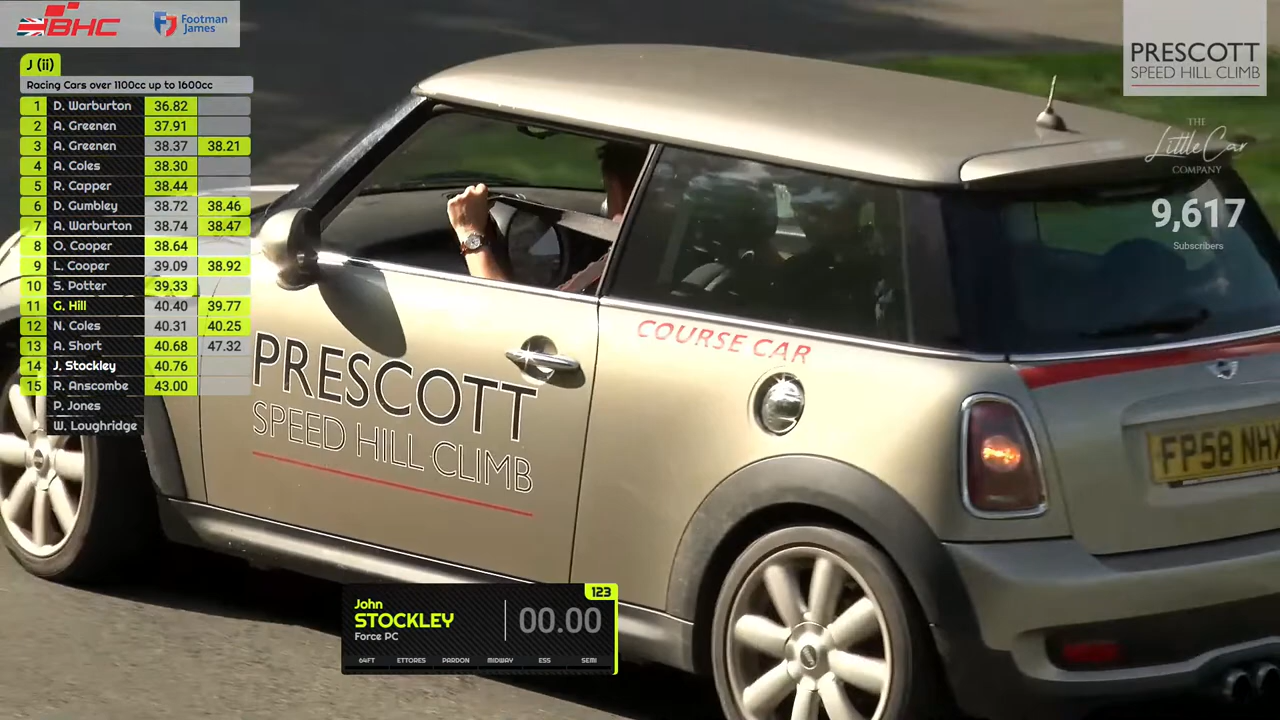 BHC
Footman James
J (ii)
Racing Cars over 1100cc up to 1600cc
1 D. Warburton 36.82
2 A. Greenen 37.91
3 A. Greenen 38.37 38.21
4 A. Coles 38.30
5 R. Capper 38.44
6 D. Gumbley 38.72 38.46
7 A. Warburton 38.74 38.47
8 O. Cooper 38.64
9 L. Cooper 39.09 38.92
10 S. Potter 39.33
11 G. Hill 40.40 39.77
12 N. Coles 40.31 40.25
13 A. Short 40.68 47.32
14 J. Stockley 40.76
15 R. Anscombe 43.00
P. Jones
W. Loughridge
PRESCOTT
SPEED HILL CLIMB
THE
Little Car
COMPANY
9,617
Subscribers
COURSE CAR
PRESCOTT
SPEED HILL CLIMB
FP58 NHX
123
John
STOCKLEY
Force PC
00.00
64FT ETTORES PARDON MIDWAY ESS SEMI